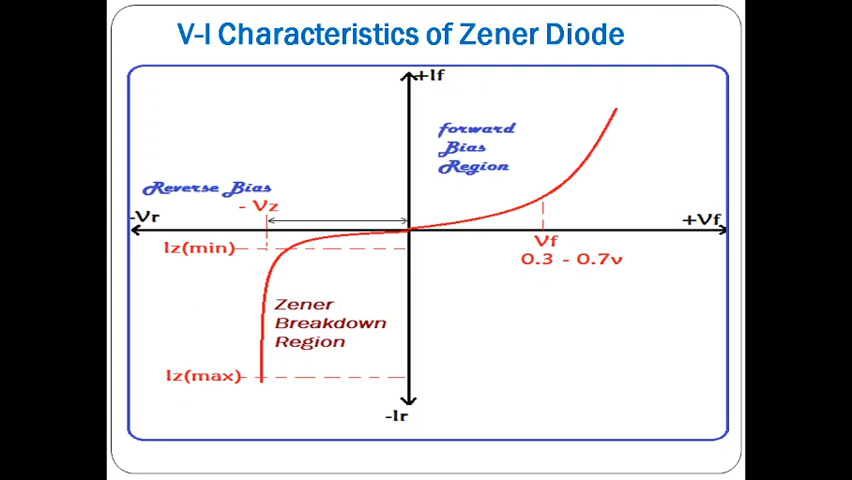 V-I Characteristics of Zener Diode
+If
forward
Bias
Region
Reverse Bias
- Vz
-Vr
+Vf
Iz(min)
Vf
0.3 - 0.7v
Zener
Breakdown
Region
Iz(max)
-Ir